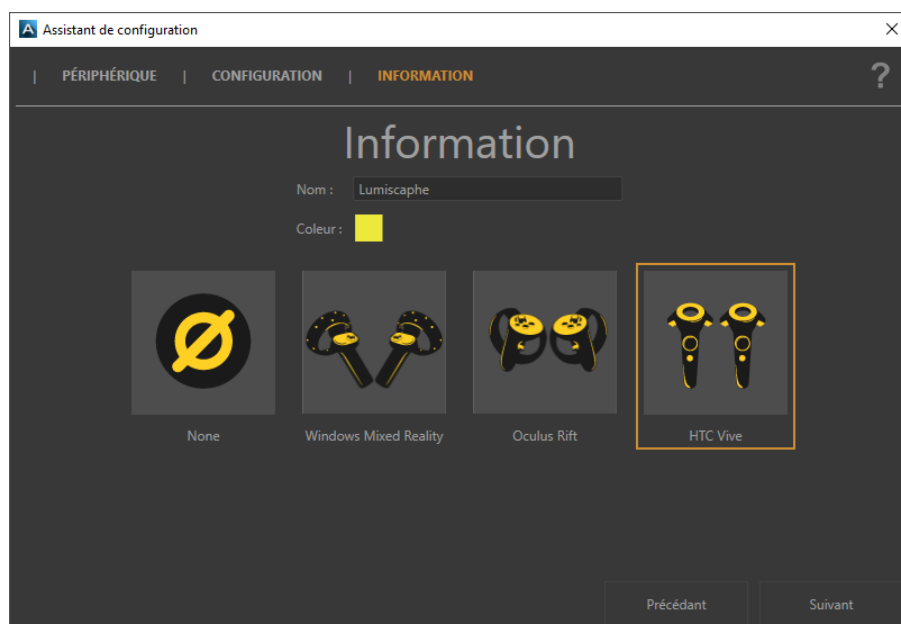 Assistant de configuration
| PÉRIPHÉRIQUE | CONFIGURATION | INFORMATION ?
Information
Nom : Lumiscaphe
Coleur :
None Windows Mixed Reality Oculus Rift HTC Vive
Précédant Suivant